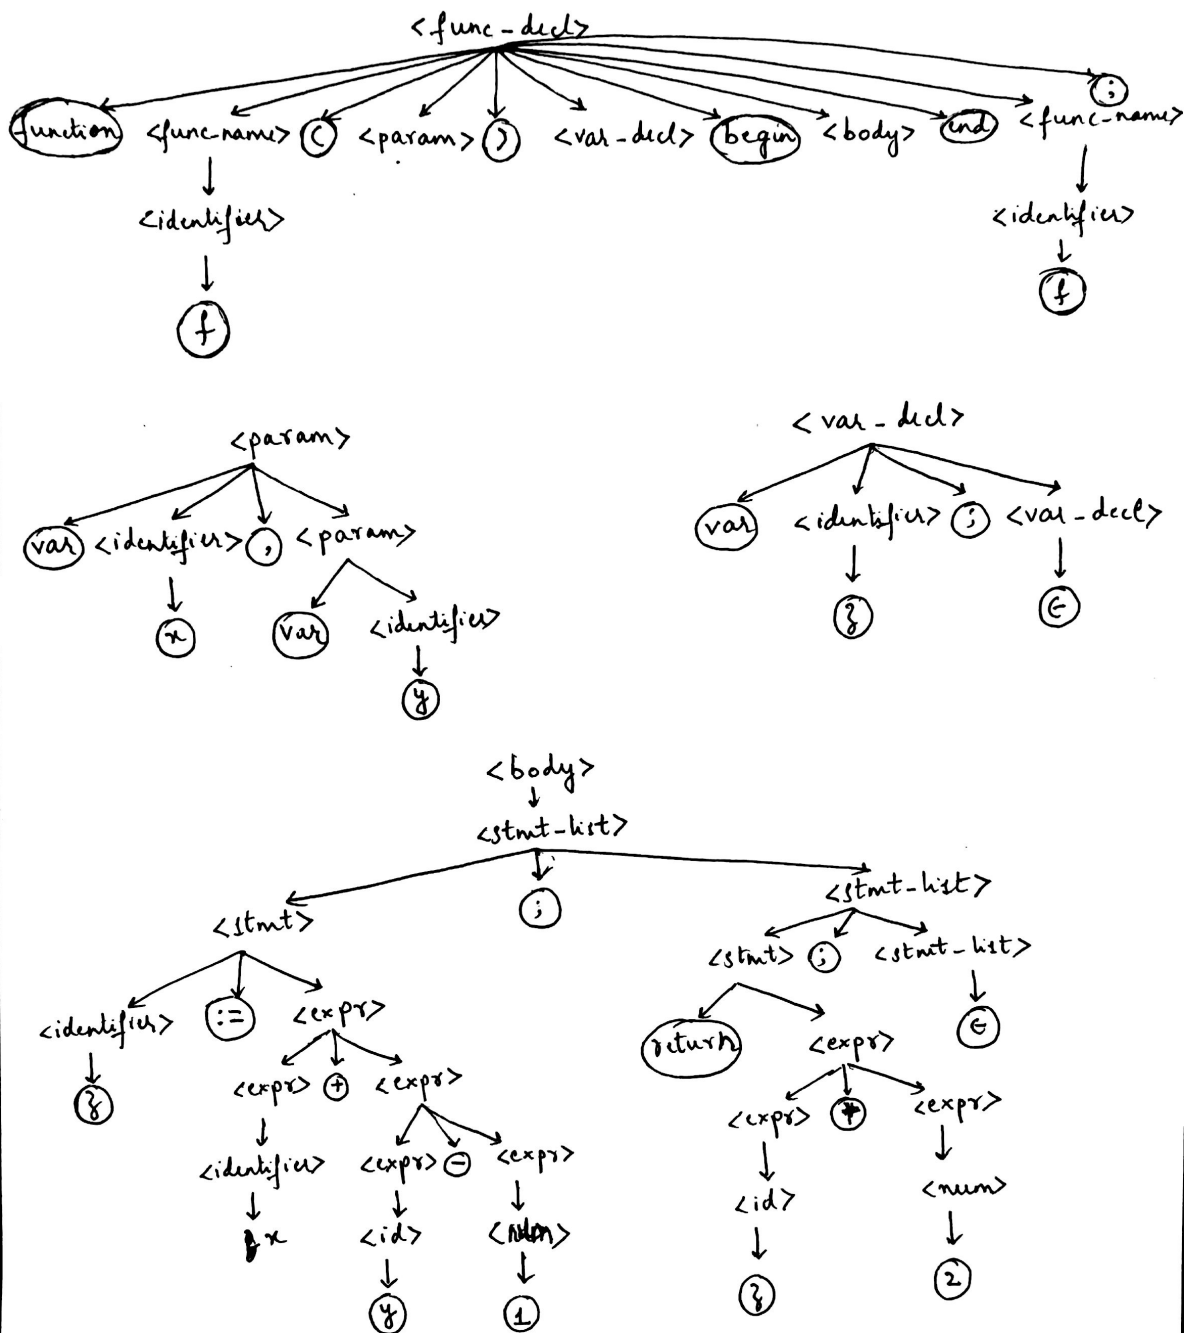 <func-decl>
;
function <func-name> ( <param> ) <var-decl> begin <body> end <func-name>
<identifier> <identifier>
f f
<param> <var-decl>
var <identifier> , <param> var <identifier> ; <var-decl>
x var <identifier> z ϵ
y
<body>
<stmt-list>
<stmt> ; <stmt-list>
<stmt> ; <stmt-list>
<identifier> := <expr> return <expr> ϵ
z <expr> + <expr> <expr> * <expr>
<identifier> <expr> - <expr> <id> <num>
x <id> <num> z 2
y 1